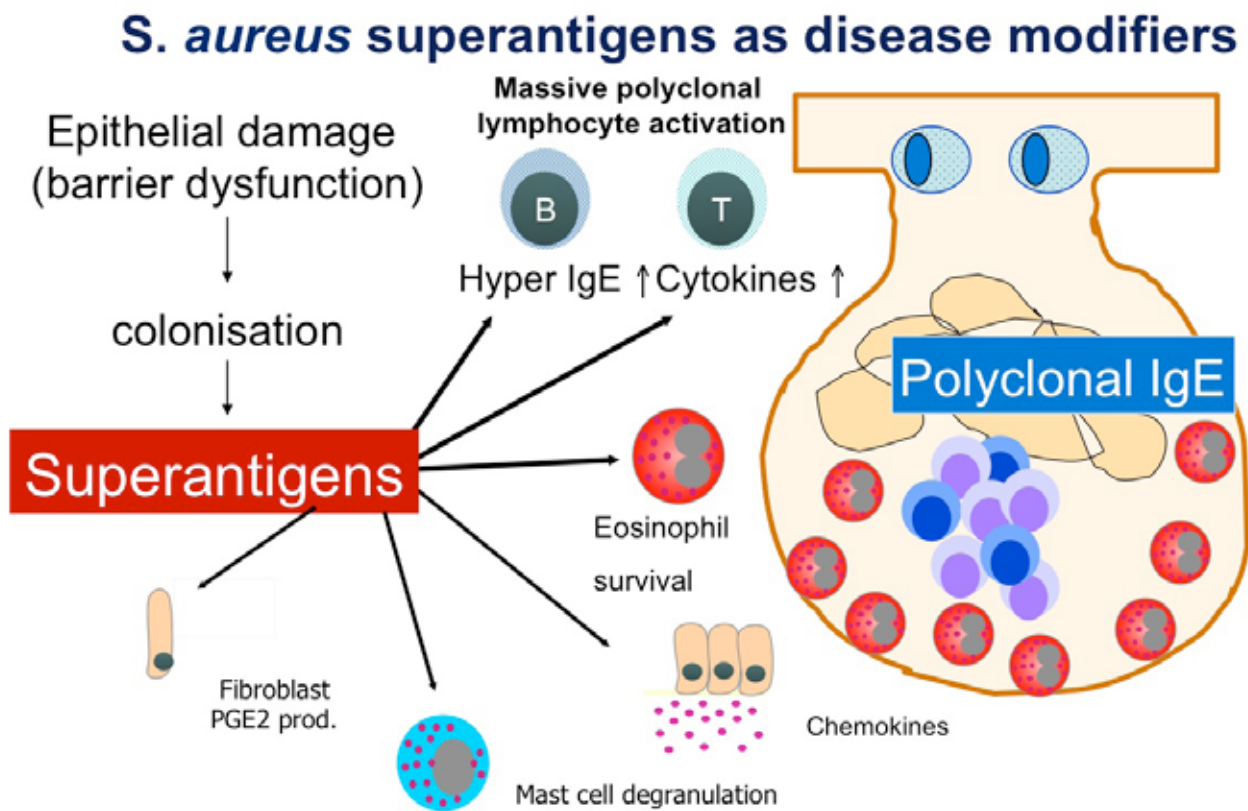 S. aureus superantigens as disease modifiers
Epithelial damage
(barrier dysfunction)
colonisation
Superantigens
Massive polyclonal
lymphocyte activation
B
T
Hyper IgE ↑ Cytokines ↑
Eosinophil
survival
Fibroblast
PGE2 prod.
Mast cell degranulation
Chemokines
Polyclonal IgE